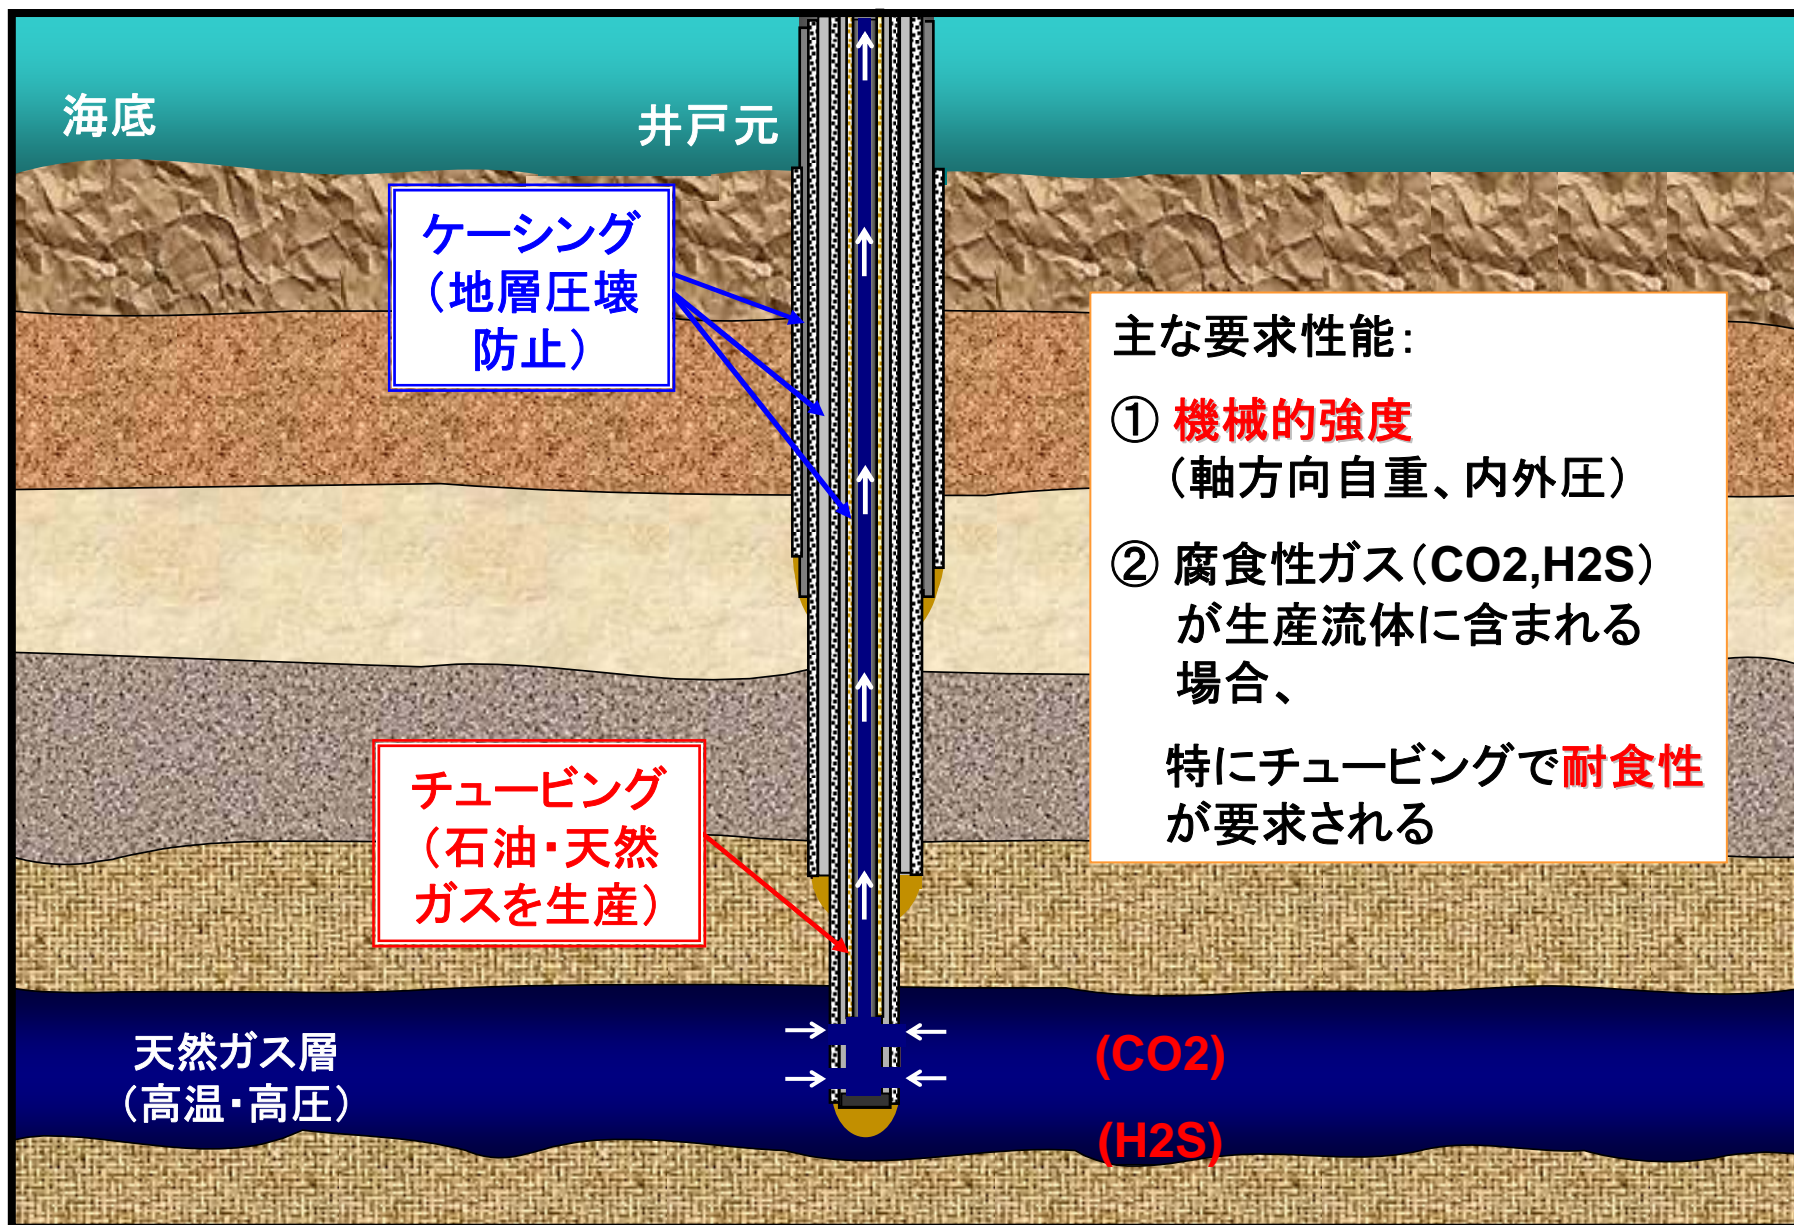 海底
井戸元
ケーシング
（地層圧壊
防止）
主な要求性能：
① 機械的強度
（軸方向自重、内外圧）
② 腐食性ガス（CO2,H2S）
が生産流体に含まれる
場合、
特にチュービングで耐食性
が要求される
チュービング
（石油・天然
ガスを生産）
天然ガス層
（高温・高圧）
(CO2)
(H2S)